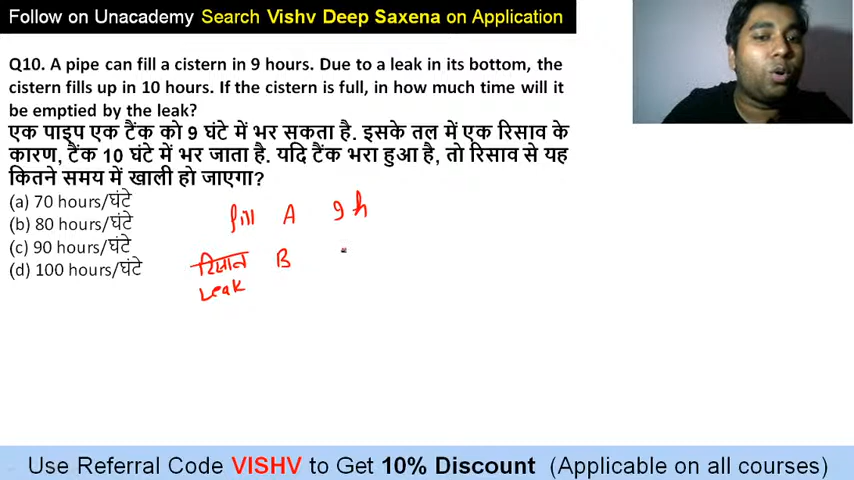 Follow on Unacademy Search Vishv Deep Saxena on Application
Q10. A pipe can fill a cistern in 9 hours. Due to a leak in its bottom, the
cistern fills up in 10 hours. If the cistern is full, in how much time will it
be emptied by the leak?
एक पाइप एक टैंक को 9 घंटे में भर सकता है. इसके तल में एक रिसाव के
कारण, टैंक 10 घंटे में भर जाता है. यदि टैंक भरा हुआ है, तो रिसाव से यह
कितने समय में खाली हो जाएगा?
(a) 70 hours/घंटे
(b) 80 hours/घंटे
(c) 90 hours/घंटे
(d) 100 hours/घंटे
fill A 9 h
रिसाव B
Leak
Use Referral Code VISHV to Get 10% Discount (Applicable on all courses)